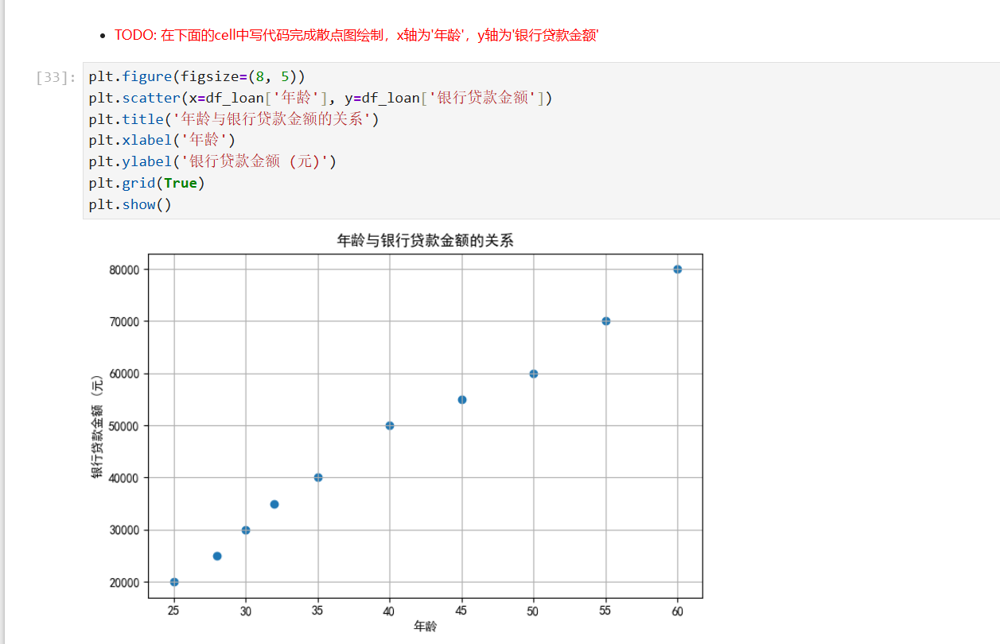 TODO: 在下面的cell中写代码完成散点图绘制，x轴为'年龄'，y轴为'银行贷款金额'
[33]:
plt.figure(figsize=(8, 5))
plt.scatter(x=df_loan['年龄'], y=df_loan['银行贷款金额'])
plt.title('年龄与银行贷款金额的关系')
plt.xlabel('年龄')
plt.ylabel('银行贷款金额 (元)')
plt.grid(True)
plt.show()
年龄与银行贷款金额的关系
80000
70000
60000
50000
40000
30000
20000
银行贷款金额 (元)
25 30 35 40 45 50 55 60
年龄